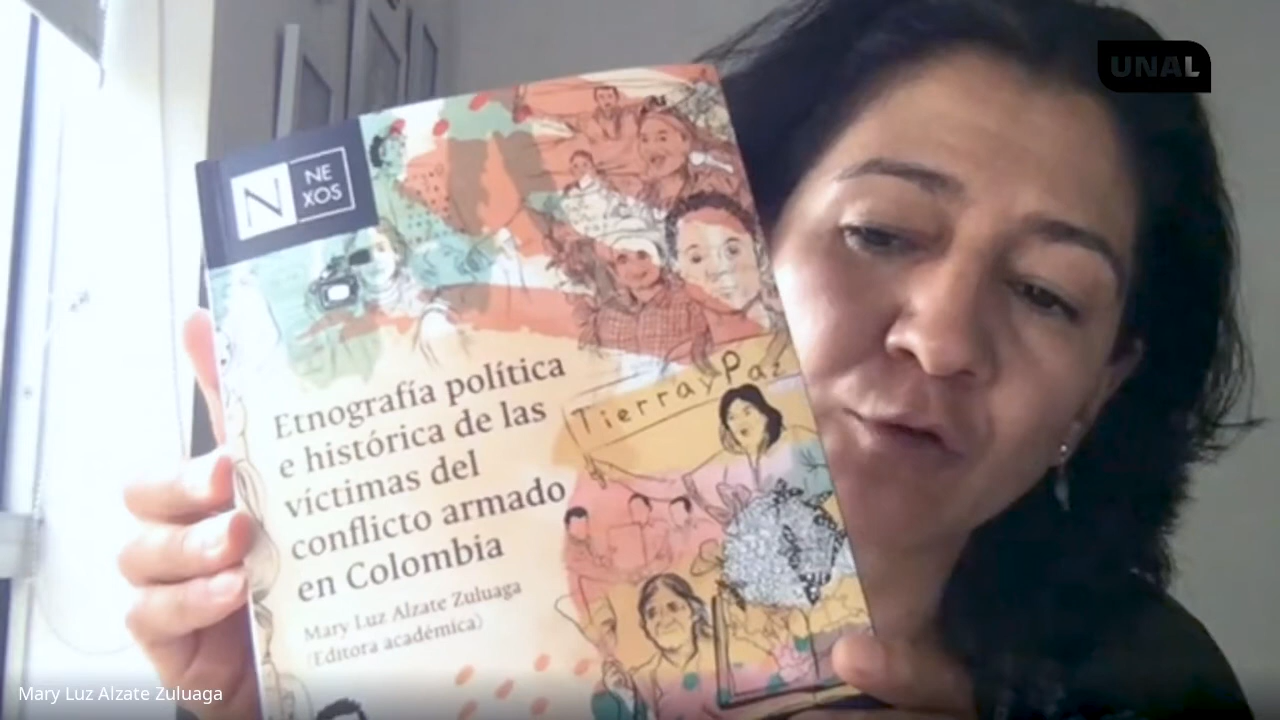 UNAL
N
NE
XOS
Tierra y Paz
Etnografía política
e histórica de las
víctimas del
conflicto armado
en Colombia
Mary Luz Alzate Zuluaga
(Editora académica)
Mary Luz Alzate Zuluaga